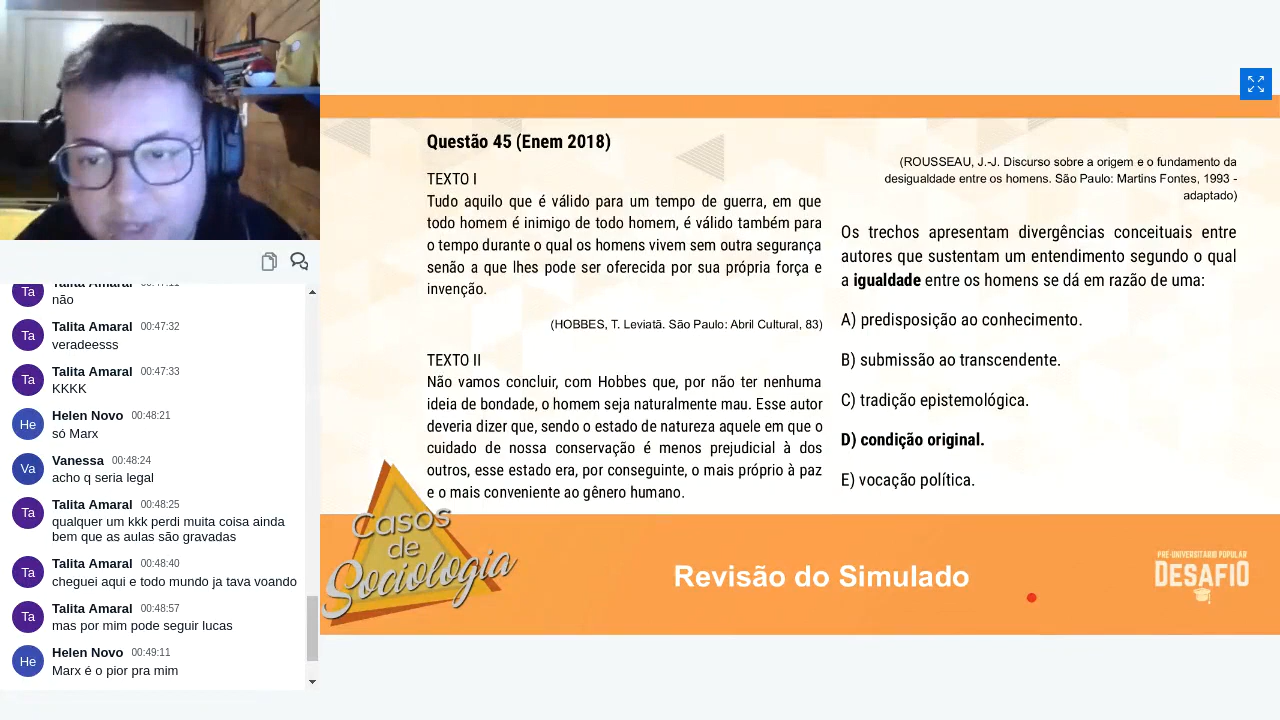 Ta
Talita Amaral 00:47:11
não
Ta
Talita Amaral 00:47:32
veradeesss
Ta
Talita Amaral 00:47:33
KKKK
He
Helen Novo 00:48:21
só Marx
Va
Vanessa 00:48:24
acho q seria legal
Ta
Talita Amaral 00:48:25
qualquer um kkk perdi muita coisa ainda
bem que as aulas são gravadas
Ta
Talita Amaral 00:48:40
cheguei aqui e todo mundo ja tava voando
Ta
Talita Amaral 00:48:57
mas por mim pode seguir lucas
He
Helen Novo 00:49:11
Marx é o pior pra mim
Questão 45 (Enem 2018)
TEXTO I
Tudo aquilo que é válido para um tempo de guerra, em que
todo homem é inimigo de todo homem, é válido também para
o tempo durante o qual os homens vivem sem outra segurança
senão a que lhes pode ser oferecida por sua própria força e
invenção.
(HOBBES, T. Leviatã. São Paulo: Abril Cultural, 83)
TEXTO II
Não vamos concluir, com Hobbes que, por não ter nenhuma
ideia de bondade, o homem seja naturalmente mau. Esse autor
deveria dizer que, sendo o estado de natureza aquele em que o
cuidado de nossa conservação é menos prejudicial à dos
outros, esse estado era, por conseguinte, o mais próprio à paz
e o mais conveniente ao gênero humano.
(ROUSSEAU, J.-J. Discurso sobre a origem e o fundamento da
desigualdade entre os homens. São Paulo: Martins Fontes, 1993 -
adaptado)
Os trechos apresentam divergências conceituais entre
autores que sustentam um entendimento segundo o qual
a igualdade entre os homens se dá em razão de uma:
A) predisposição ao conhecimento.
B) submissão ao transcendente.
C) tradição epistemológica.
D) condição original.
E) vocação política.
Casos
de
Sociologia
Revisão do Simulado
PRÉ-UNIVERSITÁRIO POPULAR
DESAFIO